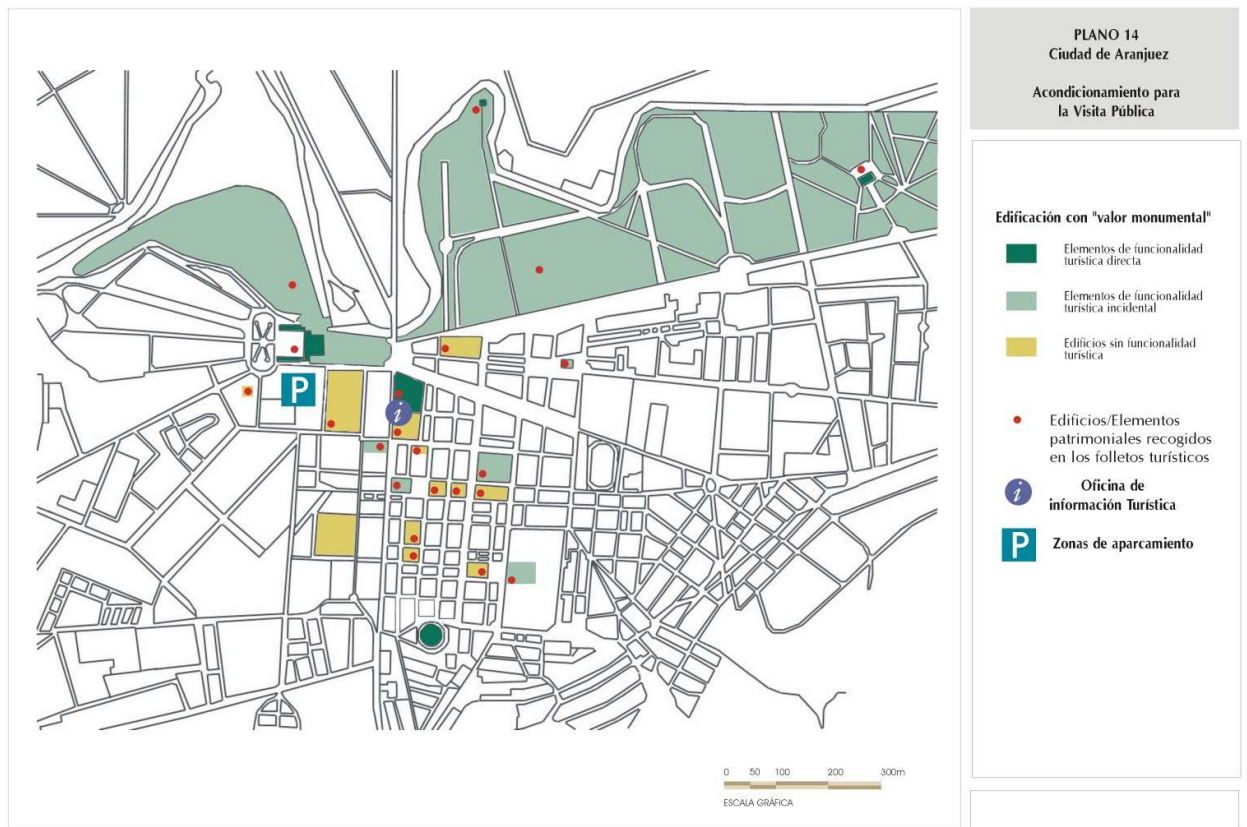 PLANO 14
Ciudad de Aranjuez
Acondicionamiento para
la Visita Pública
Edificación con "valor monumental"
Elementos de funcionalidad
turística directa
Elementos de funcionalidad
turística incidental
Edificios sin funcionalidad
turística
Edificios/Elementos
patrimoniales recogidos
en los folletos turísticos
i
Oficina de
información Turística
P
Zonas de aparcamiento
P
i
0 50 100 200 300m
ESCALA GRÁFICA